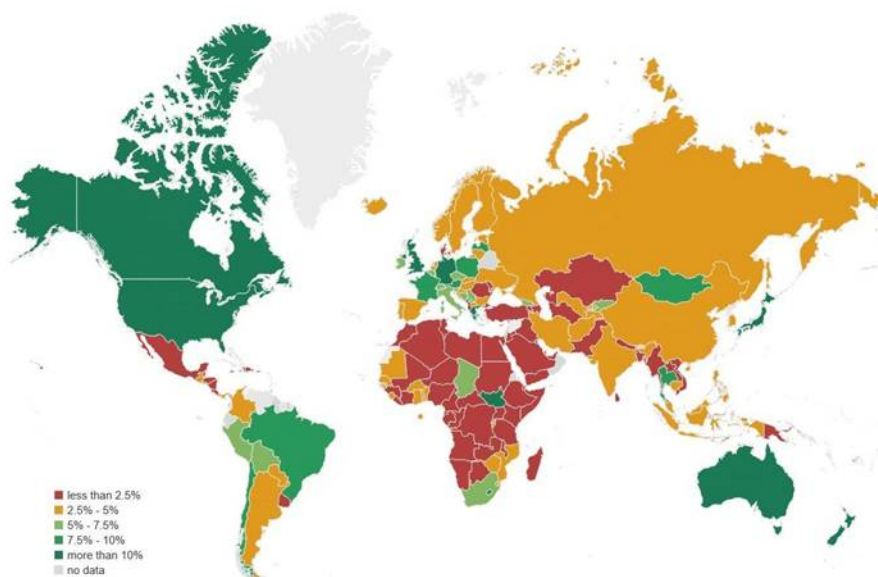 less than 2.5%
2.5% - 5%
5% - 7.5%
7.5% - 10%
more than 10%
no data